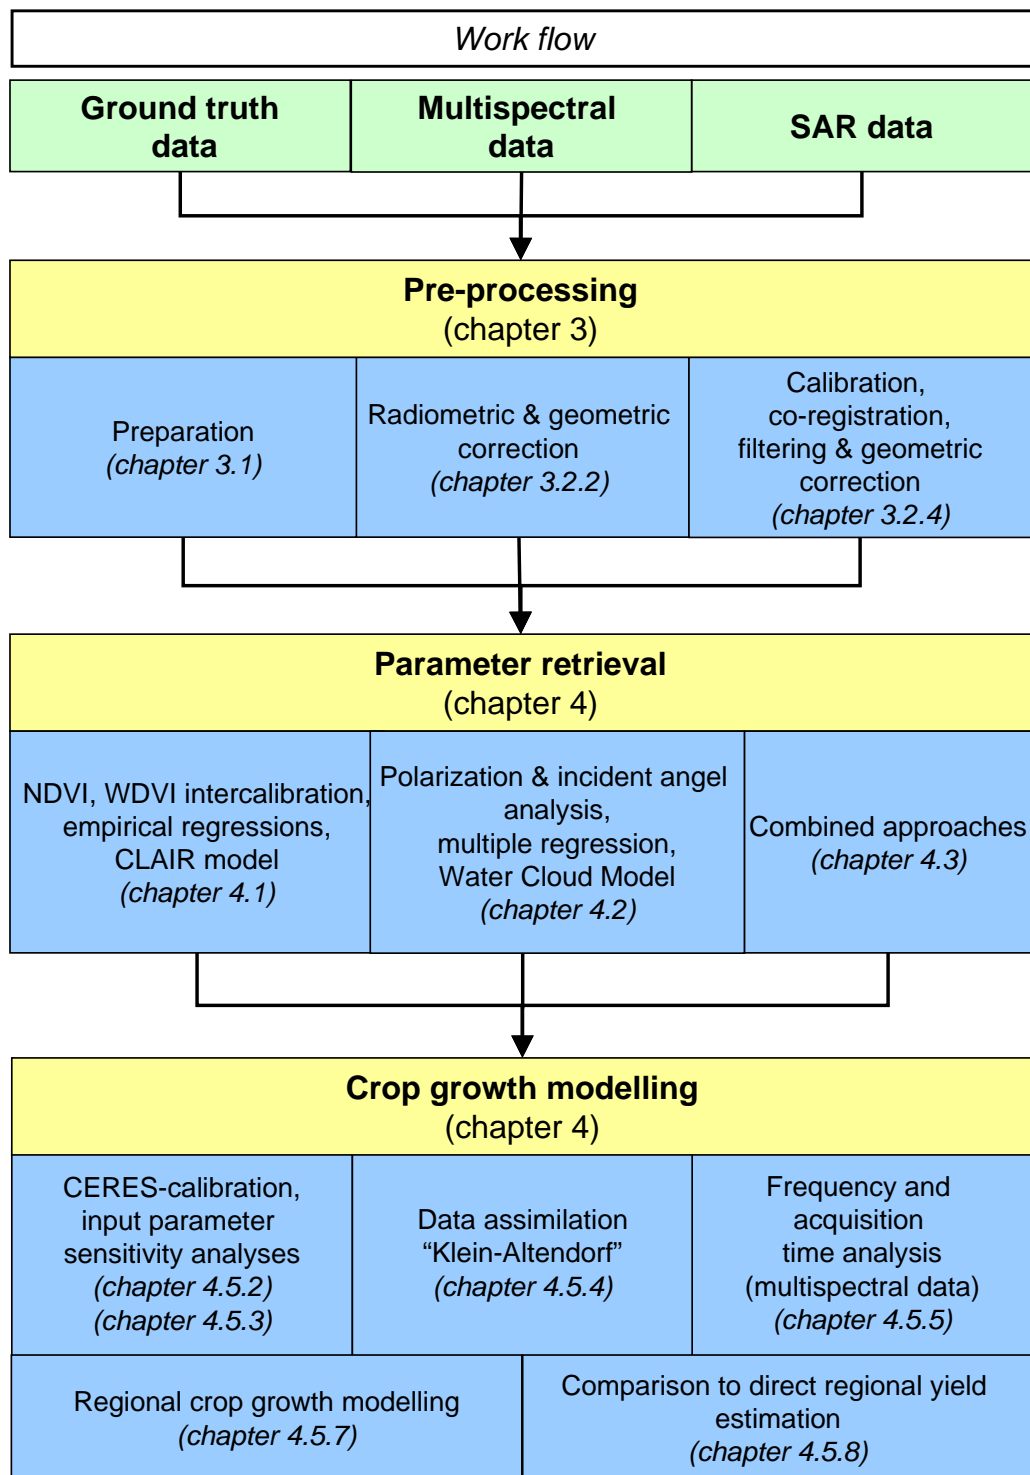 Work flow
Ground truth
data
Multispectral
data
SAR data
Pre-processing
(chapter 3)
Preparation
(chapter 3.1)
Radiometric & geometric
correction
(chapter 3.2.2)
Calibration,
co-registration,
filtering & geometric
correction
(chapter 3.2.4)
Parameter retrieval
(chapter 4)
NDVI, WDVI intercalibration,
empirical regressions,
CLAIR model
(chapter 4.1)
Polarization & incident angel
analysis,
multiple regression,
Water Cloud Model
(chapter 4.2)
Combined approaches
(chapter 4.3)
Crop growth modelling
(chapter 4)
CERES-calibration,
input parameter
sensitivity analyses
(chapter 4.5.2)
(chapter 4.5.3)
Data assimilation
“Klein-Altendorf”
(chapter 4.5.4)
Frequency and
acquisition
time analysis
(multispectral data)
(chapter 4.5.5)
Regional crop growth modelling
(chapter 4.5.7)
Comparison to direct regional yield
estimation
(chapter 4.5.8)